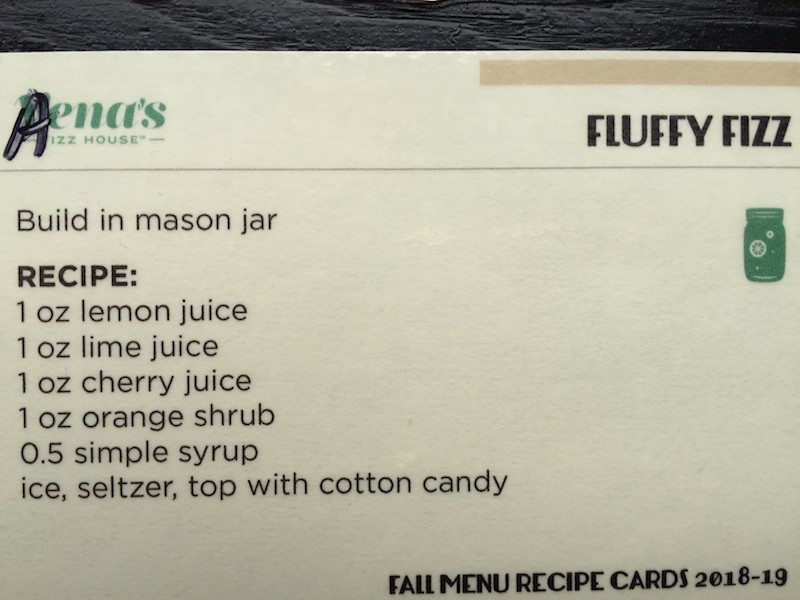 Aena's
IZZ HOUSE™
FLUFFY FIZZ
Build in mason jar
RECIPE:
1 oz lemon juice
1 oz lime juice
1 oz cherry juice
1 oz orange shrub
0.5 simple syrup
ice, seltzer, top with cotton candy
FALL MENU RECIPE CARDS 2018-19